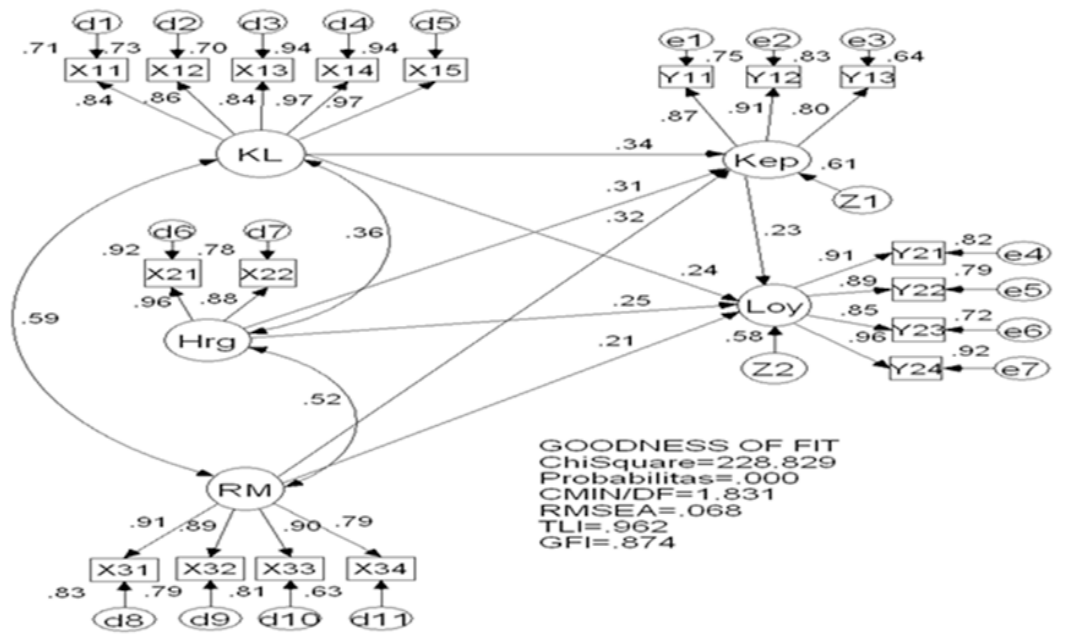 d1 d2 d3 d4 d5
.71 .73 .70 .94 .94
X11 X12 X13 X14 X15
.84 .86 .84 .97 .97
KL
e1 e2 e3
.75 .83 .64
Y11 Y12 Y13
.87 .91 .80
Kep .61
Z1
.34
.31
.32
.36
.23
.59
d6 d7
.92 .78
X21 X22
.96 .88
Hrg
.24
.25
.21
.52
Loy
.58
Z2
.91 Y21 .82 e4
.89 Y22 .79 e5
.85 Y23 .72 e6
.96 Y24 .92 e7
RM
.91 .89 .90 .79
X31 X32 X33 X34
.83 .79 .81 .63
d8 d9 d10 d11
GOODNESS OF FIT
ChiSquare=228.829
Probabilitas=.000
CMIN/DF=1.831
RMSEA=.068
TLI=.962
GFI=.874